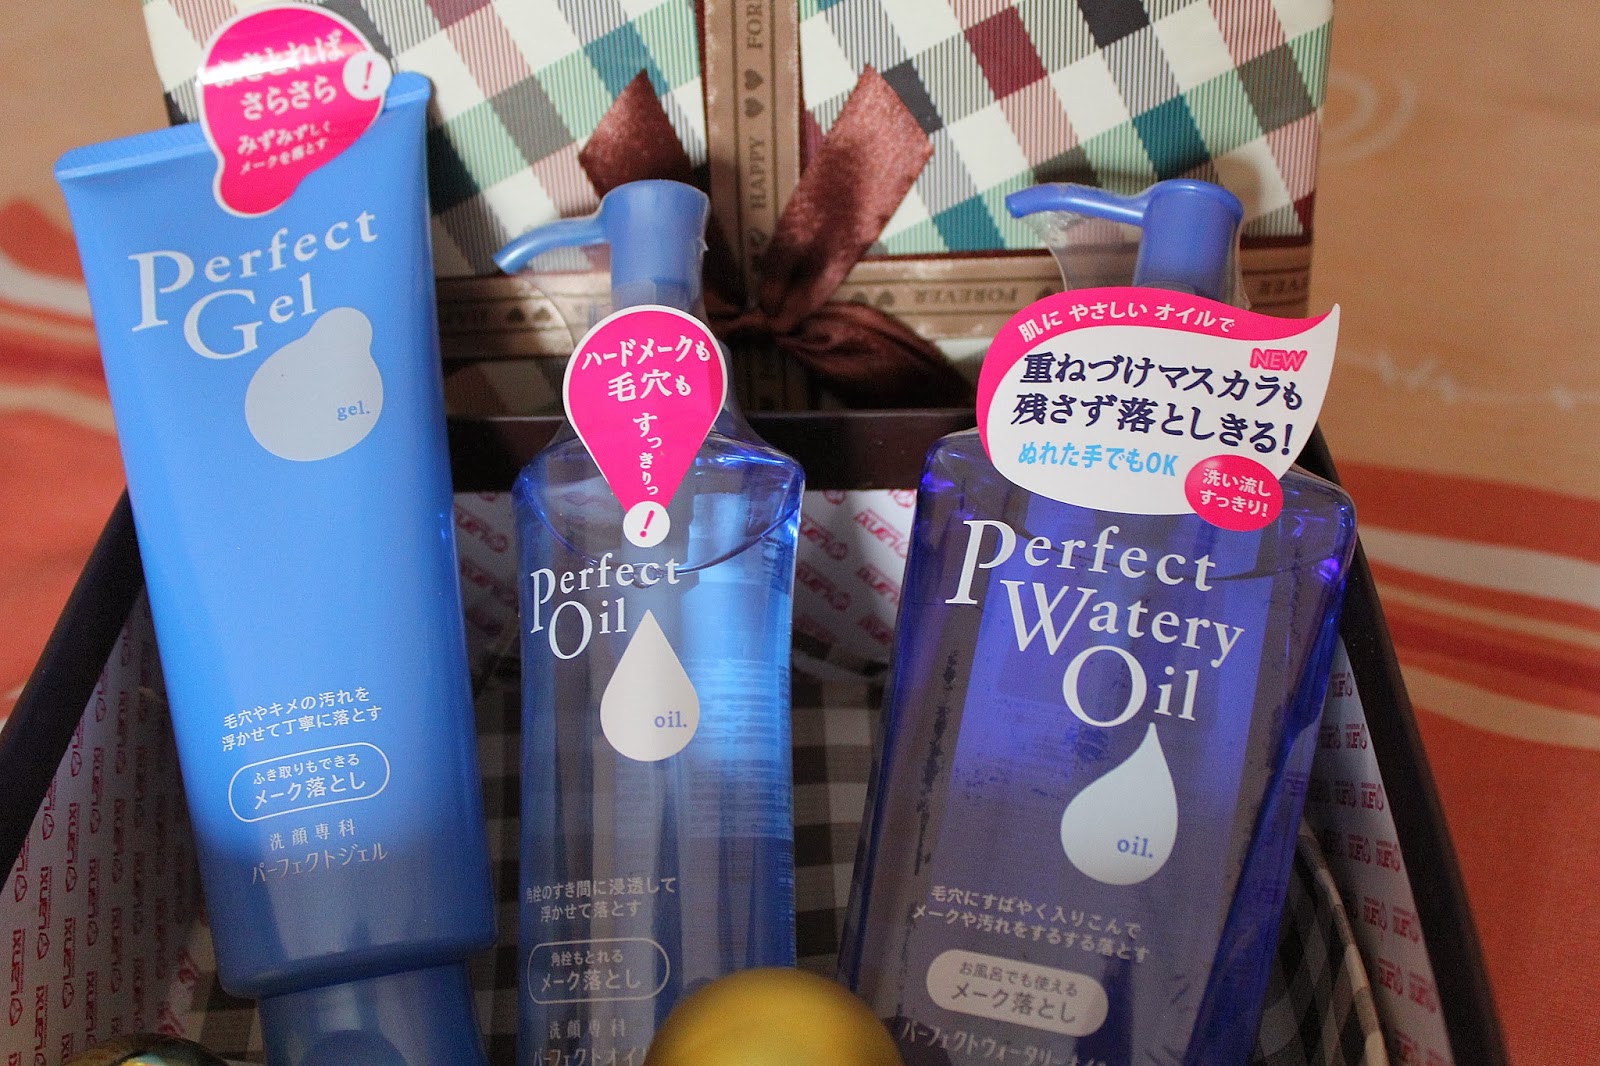 さらさら
!
みずみずしく
メークを落とす
Perfect
Gel
gel.
毛穴やキメの汚れを
浮かせて丁寧に落とす
ふき取りもできる
メーク落とし
洗顔専科
パーフェクトジェル
ハードメークも
毛穴も
すっきりっ
!
Perfect
Oil
oil.
角栓のすき間に浸透して
浮かせて落とす
角栓もとれる
メーク落とし
洗顔専科
パーフェクトオイル
肌に やさしい オイルで
NEW
重ねづけマスカラも
残さず落としきる!
ぬれた手でもOK
洗い流し
すっきり!
Perfect
Watery
Oil
oil.
毛穴にすばやく入りこんで
メークや汚れをするする落とす
お風呂でも使える
メーク落とし
HAPPY
FOREVER
FOREVER
LANXI